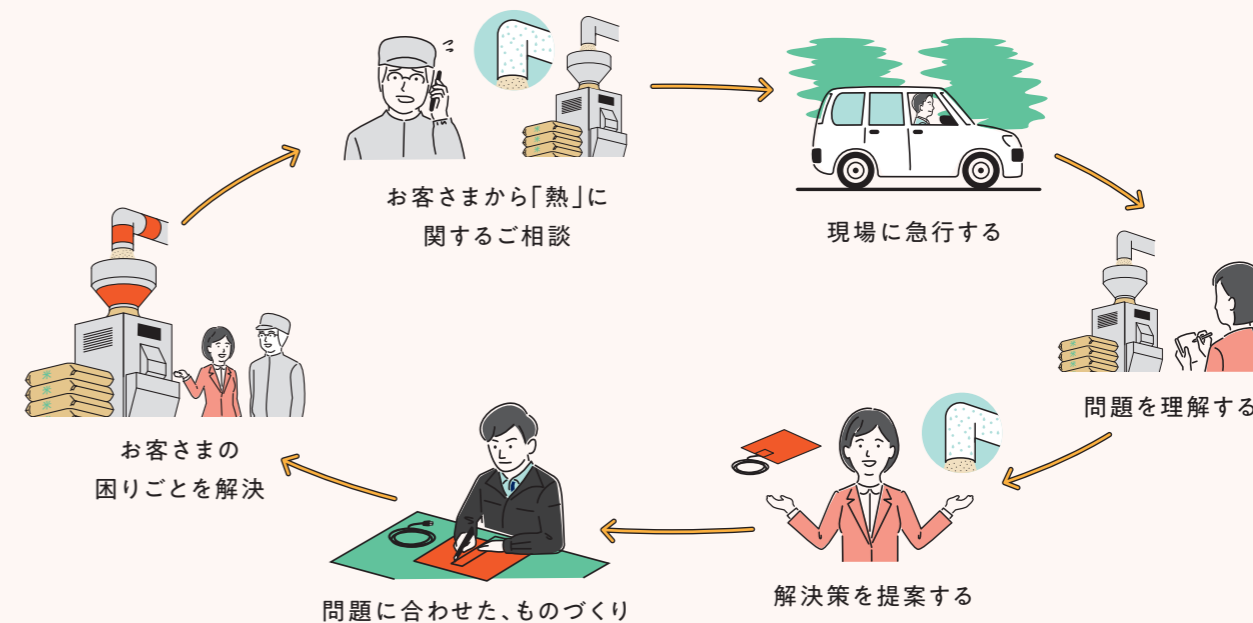 お客さまから「熱」に
関するご相談
現場に急行する
問題を理解する
解決策を提案する
問題に合わせた、ものづくり
お客さまの
困りごとを解決